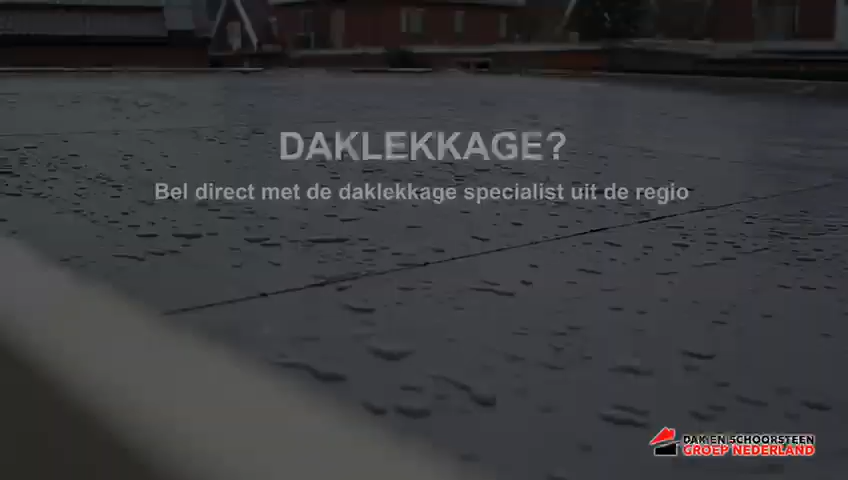 DAKLEKKAGE?
Bel direct met de daklekkage specialist uit de regio
DAK EN SCHOORSTEEN
GROEP NEDERLAND